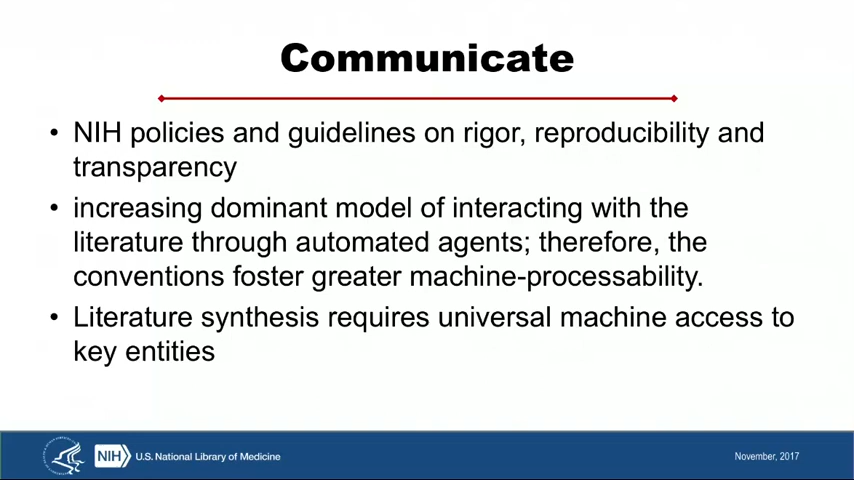 Communicate
• NIH policies and guidelines on rigor, reproducibility and
transparency
• increasing dominant model of interacting with the
literature through automated agents; therefore, the
conventions foster greater machine-processability.
• Literature synthesis requires universal machine access to
key entities
NIH U.S. National Library of Medicine
November, 2017